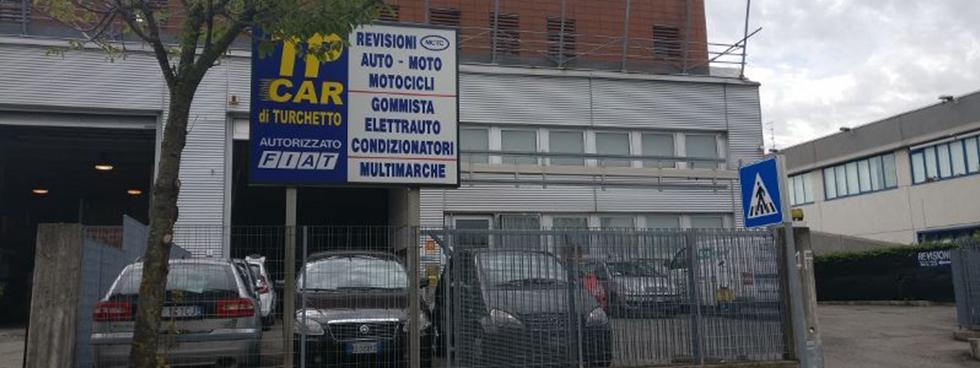 TP
CAR
di TURCHETTO
AUTORIZZATO
FIAT
REVISIONI MCTC
AUTO - MOTO
MOTOCICLI
GOMMISTA
ELETTRAUTO
CONDIZIONATORI
MULTIMARCHE
REVISIONI